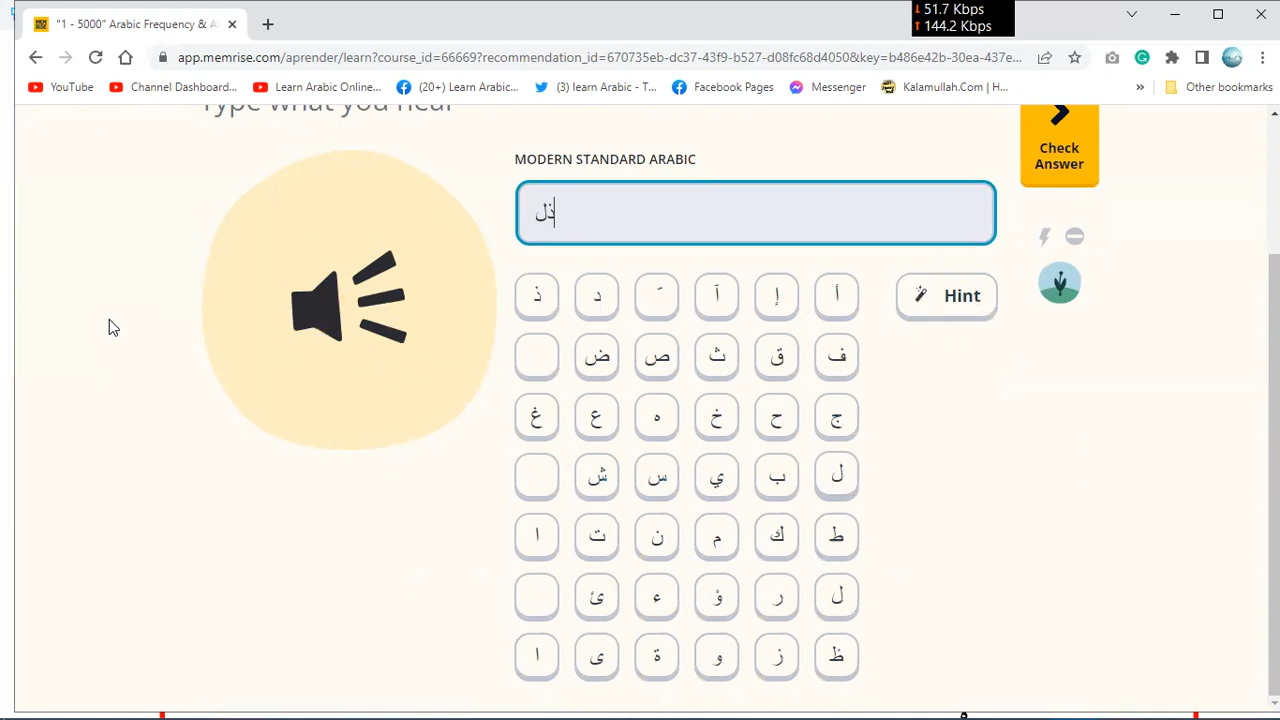 51.7 Kbps
144.2 Kbps
"1 - 5000" Arabic Frequency & A
app.memrise.com/aprender/learn?course_id=66669?recommendation_id=670735eb-dc37-43f9-b527-d08fc68d4050&key=b486e42b-30ea-437e...
YouTube
Channel Dashboard...
Learn Arabic Online...
(20+) Learn Arabic...
(3) learn Arabic - T...
Facebook Pages
Messenger
Kalamullah.Com | H...
»
Other bookmarks
Type what you hear
Check
Answer
MODERN STANDARD ARABIC
ذل
ذ د َ آ إ أ
Hint
ض ص ث ق ف
غ ع ه خ ح ج
ش س ي ب ل
ا ت ن م ك ط
ئ ء ؤ ر ل
ا ى ة و ز ظ